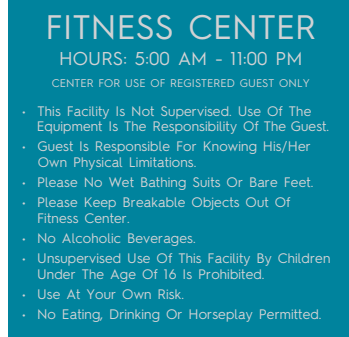 FITNESS CENTER
HOURS: 5:00 AM - 11:00 PM
CENTER FOR USE OF REGISTERED GUEST ONLY
• This Facility Is Not Supervised. Use Of The
Equipment Is The Responsibility Of The Guest.
• Guest Is Responsible For Knowing His/Her
Own Physical Limitations.
• Please No Wet Bathing Suits Or Bare Feet.
• Please Keep Breakable Objects Out Of
Fitness Center.
• No Alcoholic Beverages.
• Unsupervised Use Of This Facility By Children
Under The Age Of 16 Is Prohibited.
• Use At Your Own Risk.
• No Eating, Drinking Or Horseplay Permitted.